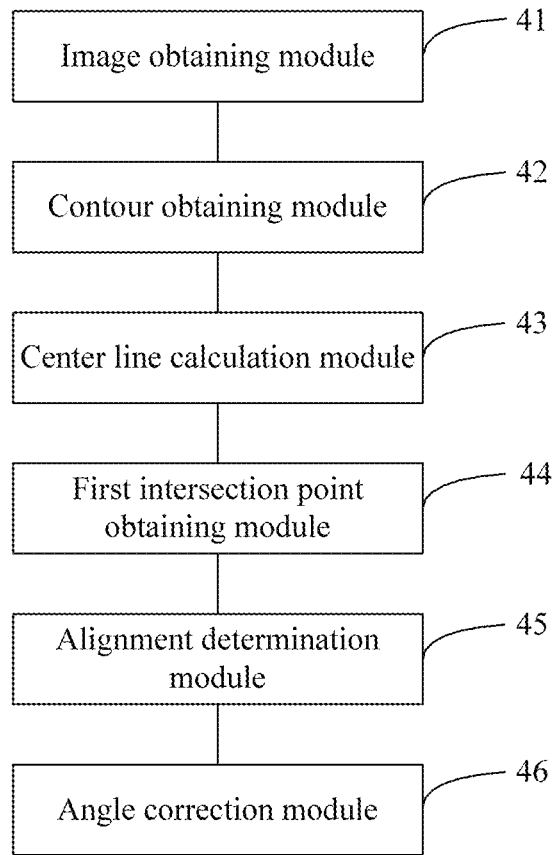 41
Image obtaining module
42
Contour obtaining module
43
Center line calculation module
44
First intersection point
obtaining module
45
Alignment determination
module
46
Angle correction module